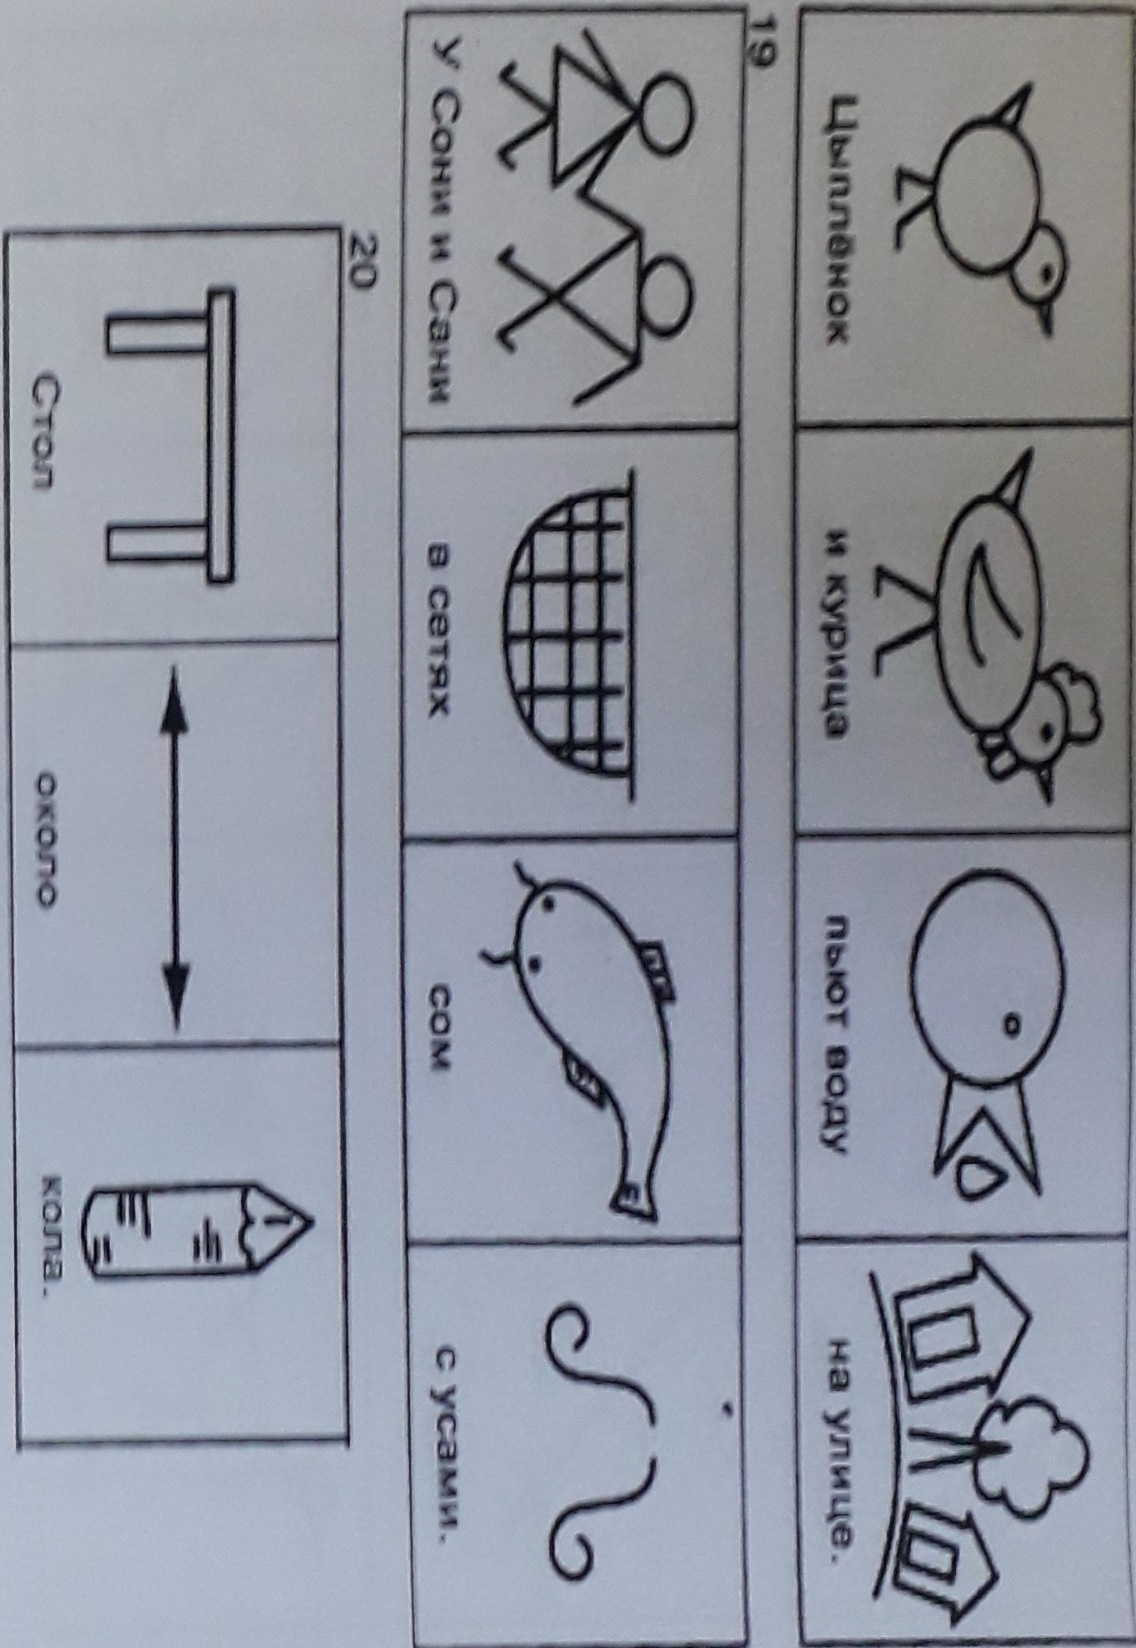 Цыплёнок и курица пьют воду на улице.
19
у Сони и Сани в сетях сом с усами.
20
Стол около кола.